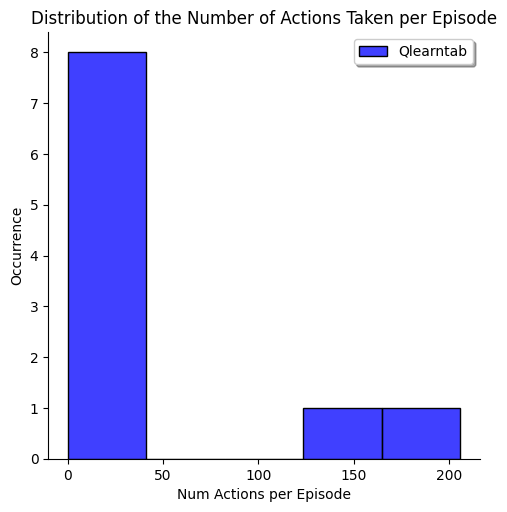 Distribution of the Number of Actions Taken per Episode
Qlearntab
8
7
6
5
4
3
2
1
0
Occurrence
0 50 100 150 200
Num Actions per Episode